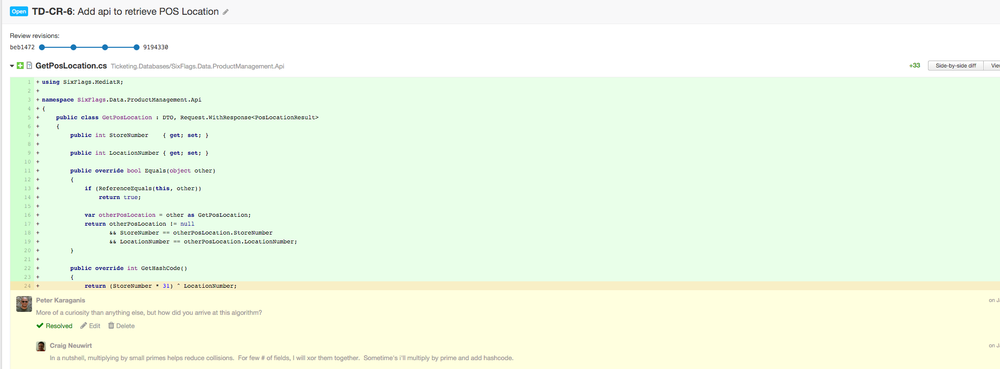 Open TD-CR-6: Add api to retrieve POS Location
Review revisions:
beb1472 9194330
GetPosLocation.cs Ticketing.Databases/SixFlags.Data.ProductManagement.Api +33 Side-by-side diff Vie
1 + using SixFlags.MediatR;
2 +
3 + namespace SixFlags.Data.ProductManagement.Api
4 + {
5 + public class GetPosLocation : DTO, Request.WithResponse<PosLocationResult>
6 + {
7 + public int StoreNumber { get; set; }
8 +
9 + public int LocationNumber { get; set; }
10 +
11 + public override bool Equals(object other)
12 + {
13 + if (ReferenceEquals(this, other))
14 + return true;
15 +
16 + var otherPosLocation = other as GetPosLocation;
17 + return otherPosLocation != null
18 + && StoreNumber == otherPosLocation.StoreNumber
19 + && LocationNumber == otherPosLocation.LocationNumber;
20 + }
21 +
22 + public override int GetHashCode()
23 + {
24 + return (StoreNumber * 31) ^ LocationNumber;
Peter Karaganis on J
More of a curiosity than anything else, but how did you arrive at this algorithm?
Resolved Edit Delete
Craig Neuwirt on J
In a nutshell, multiplying by small primes helps reduce collisions. For few # of fields, I will xor them together. Sometime's i'll multiply by prime and add hashcode.